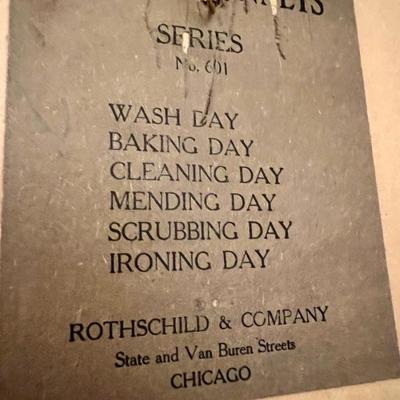 SERIES
No. 601
WASH DAY
BAKING DAY
CLEANING DAY
MENDING DAY
SCRUBBING DAY
IRONING DAY
ROTHSCHILD & COMPANY
State and Van Buren Streets
CHICAGO